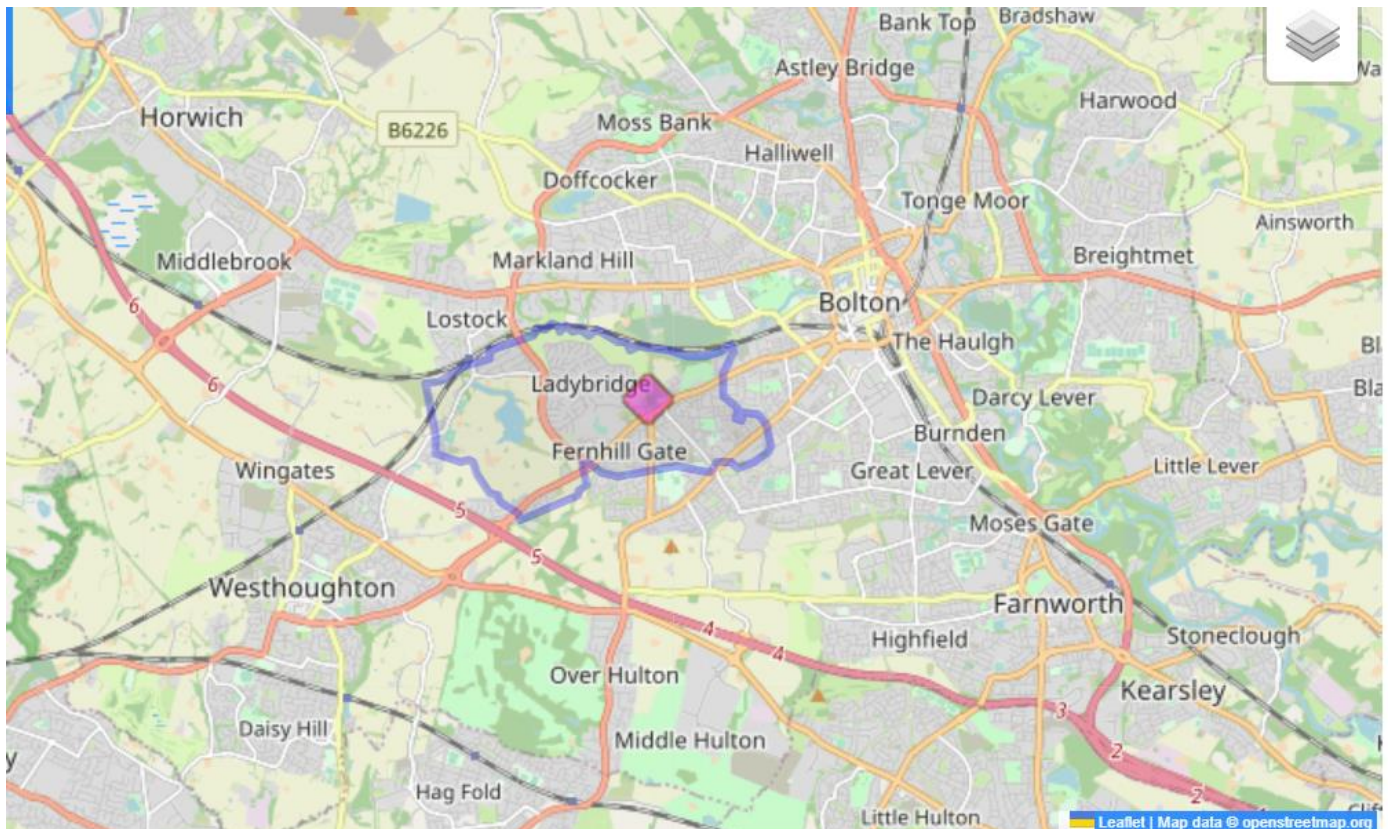 Bank Top
Bradshaw
Astley Bridge
Wa
Harwood
Horwich
B6226
Moss Bank
Halliwell
Doffcocker
Tonge Moor
Ainsworth
Middlebrook
Markland Hill
Breightmet
6
Lostock
Bolton
The Haulgh
Bl
6
Ladybridge
Bla
Darcy Lever
Burnden
Fernhill Gate
Wingates
Great Lever
Little Lever
5
Moses Gate
5
Westhoughton
Farnworth
4
Highfield
Stoneclough
4
Over Hulton
Kearsley
3
Daisy Hill
Middle Hulton
2
y
Hag Fold
2
Little Hulton
Leaflet | Map data © openstreetmap.org